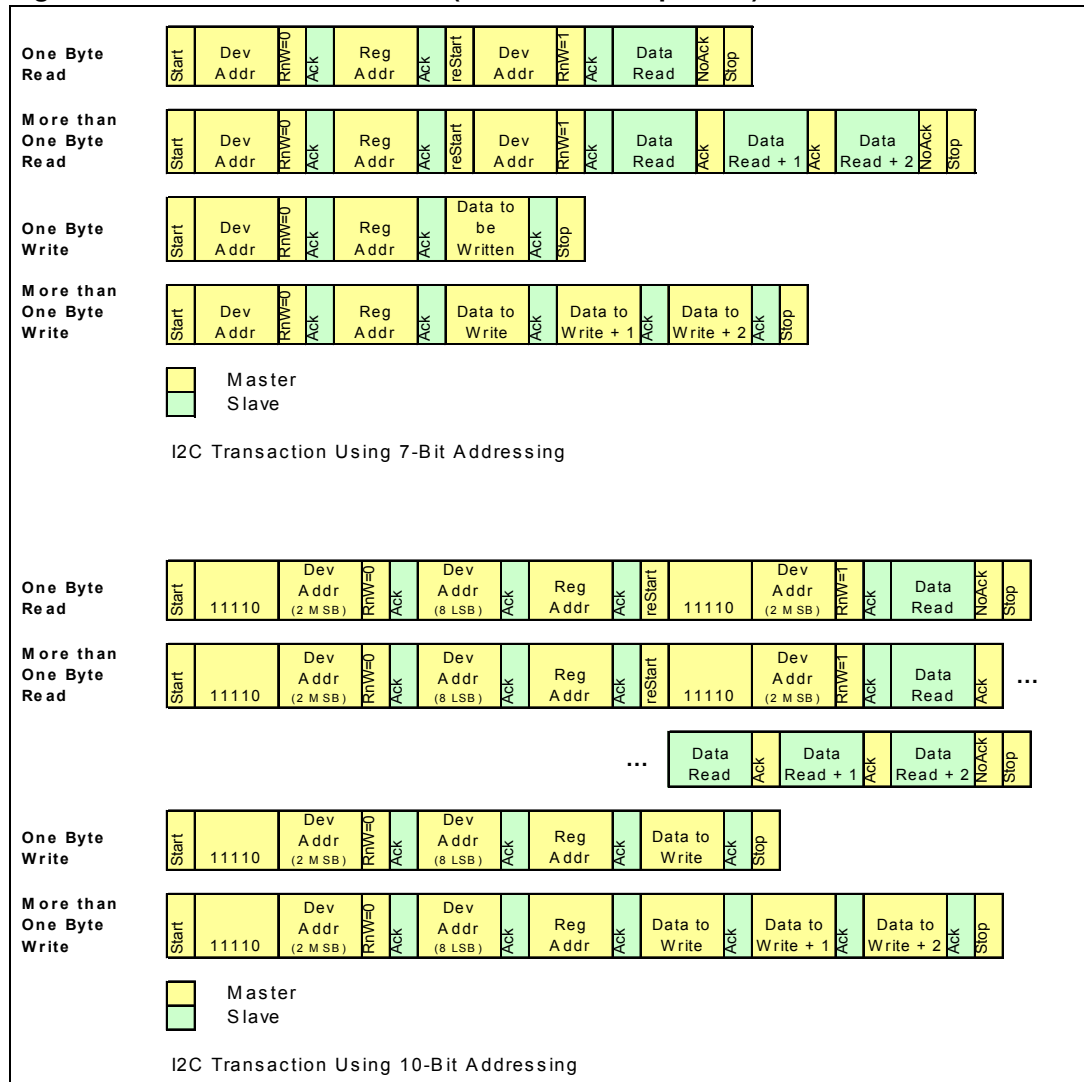 One Byte
Read
Start Dev Addr RnW=0 Ack Reg Addr Ack reStart Dev Addr RnW=1 Ack Data Read NoAck Stop
More than
One Byte
Read
Start Dev Addr RnW=0 Ack Reg Addr Ack reStart Dev Addr RnW=1 Ack Data Read Ack Data Read + 1 Ack Data Read + 2 NoAck Stop
One Byte
Write
Start Dev Addr RnW=0 Ack Reg Addr Ack Data to be Written Ack Stop
More than
One Byte
Write
Start Dev Addr RnW=0 Ack Reg Addr Ack Data to Write Ack Data to Write + 1 Ack Data to Write + 2 Ack Stop
Master
Slave
I2C Transaction Using 7-Bit Addressing
One Byte
Read
Start 11110 Dev Addr (2 MSB) RnW=0 Ack Dev Addr (8 LSB) Ack Reg Addr Ack reStart 11110 Dev Addr (2 MSB) RnW=1 Ack Data Read NoAck Stop
More than
One Byte
Read
Start 11110 Dev Addr (2 MSB) RnW=0 Ack Dev Addr (8 LSB) Ack Reg Addr Ack reStart 11110 Dev Addr (2 MSB) RnW=1 Ack Data Read Ack ...
... Data Read Ack Data Read + 1 Ack Data Read + 2 NoAck Stop
One Byte
Write
Start 11110 Dev Addr (2 MSB) RnW=0 Ack Dev Addr (8 LSB) Ack Reg Addr Ack Data to Write Ack Stop
More than
One Byte
Write
Start 11110 Dev Addr (2 MSB) RnW=0 Ack Dev Addr (8 LSB) Ack Reg Addr Ack Data to Write Ack Data to Write + 1 Ack Data to Write + 2 Ack Stop
Master
Slave
I2C Transaction Using 10-Bit Addressing